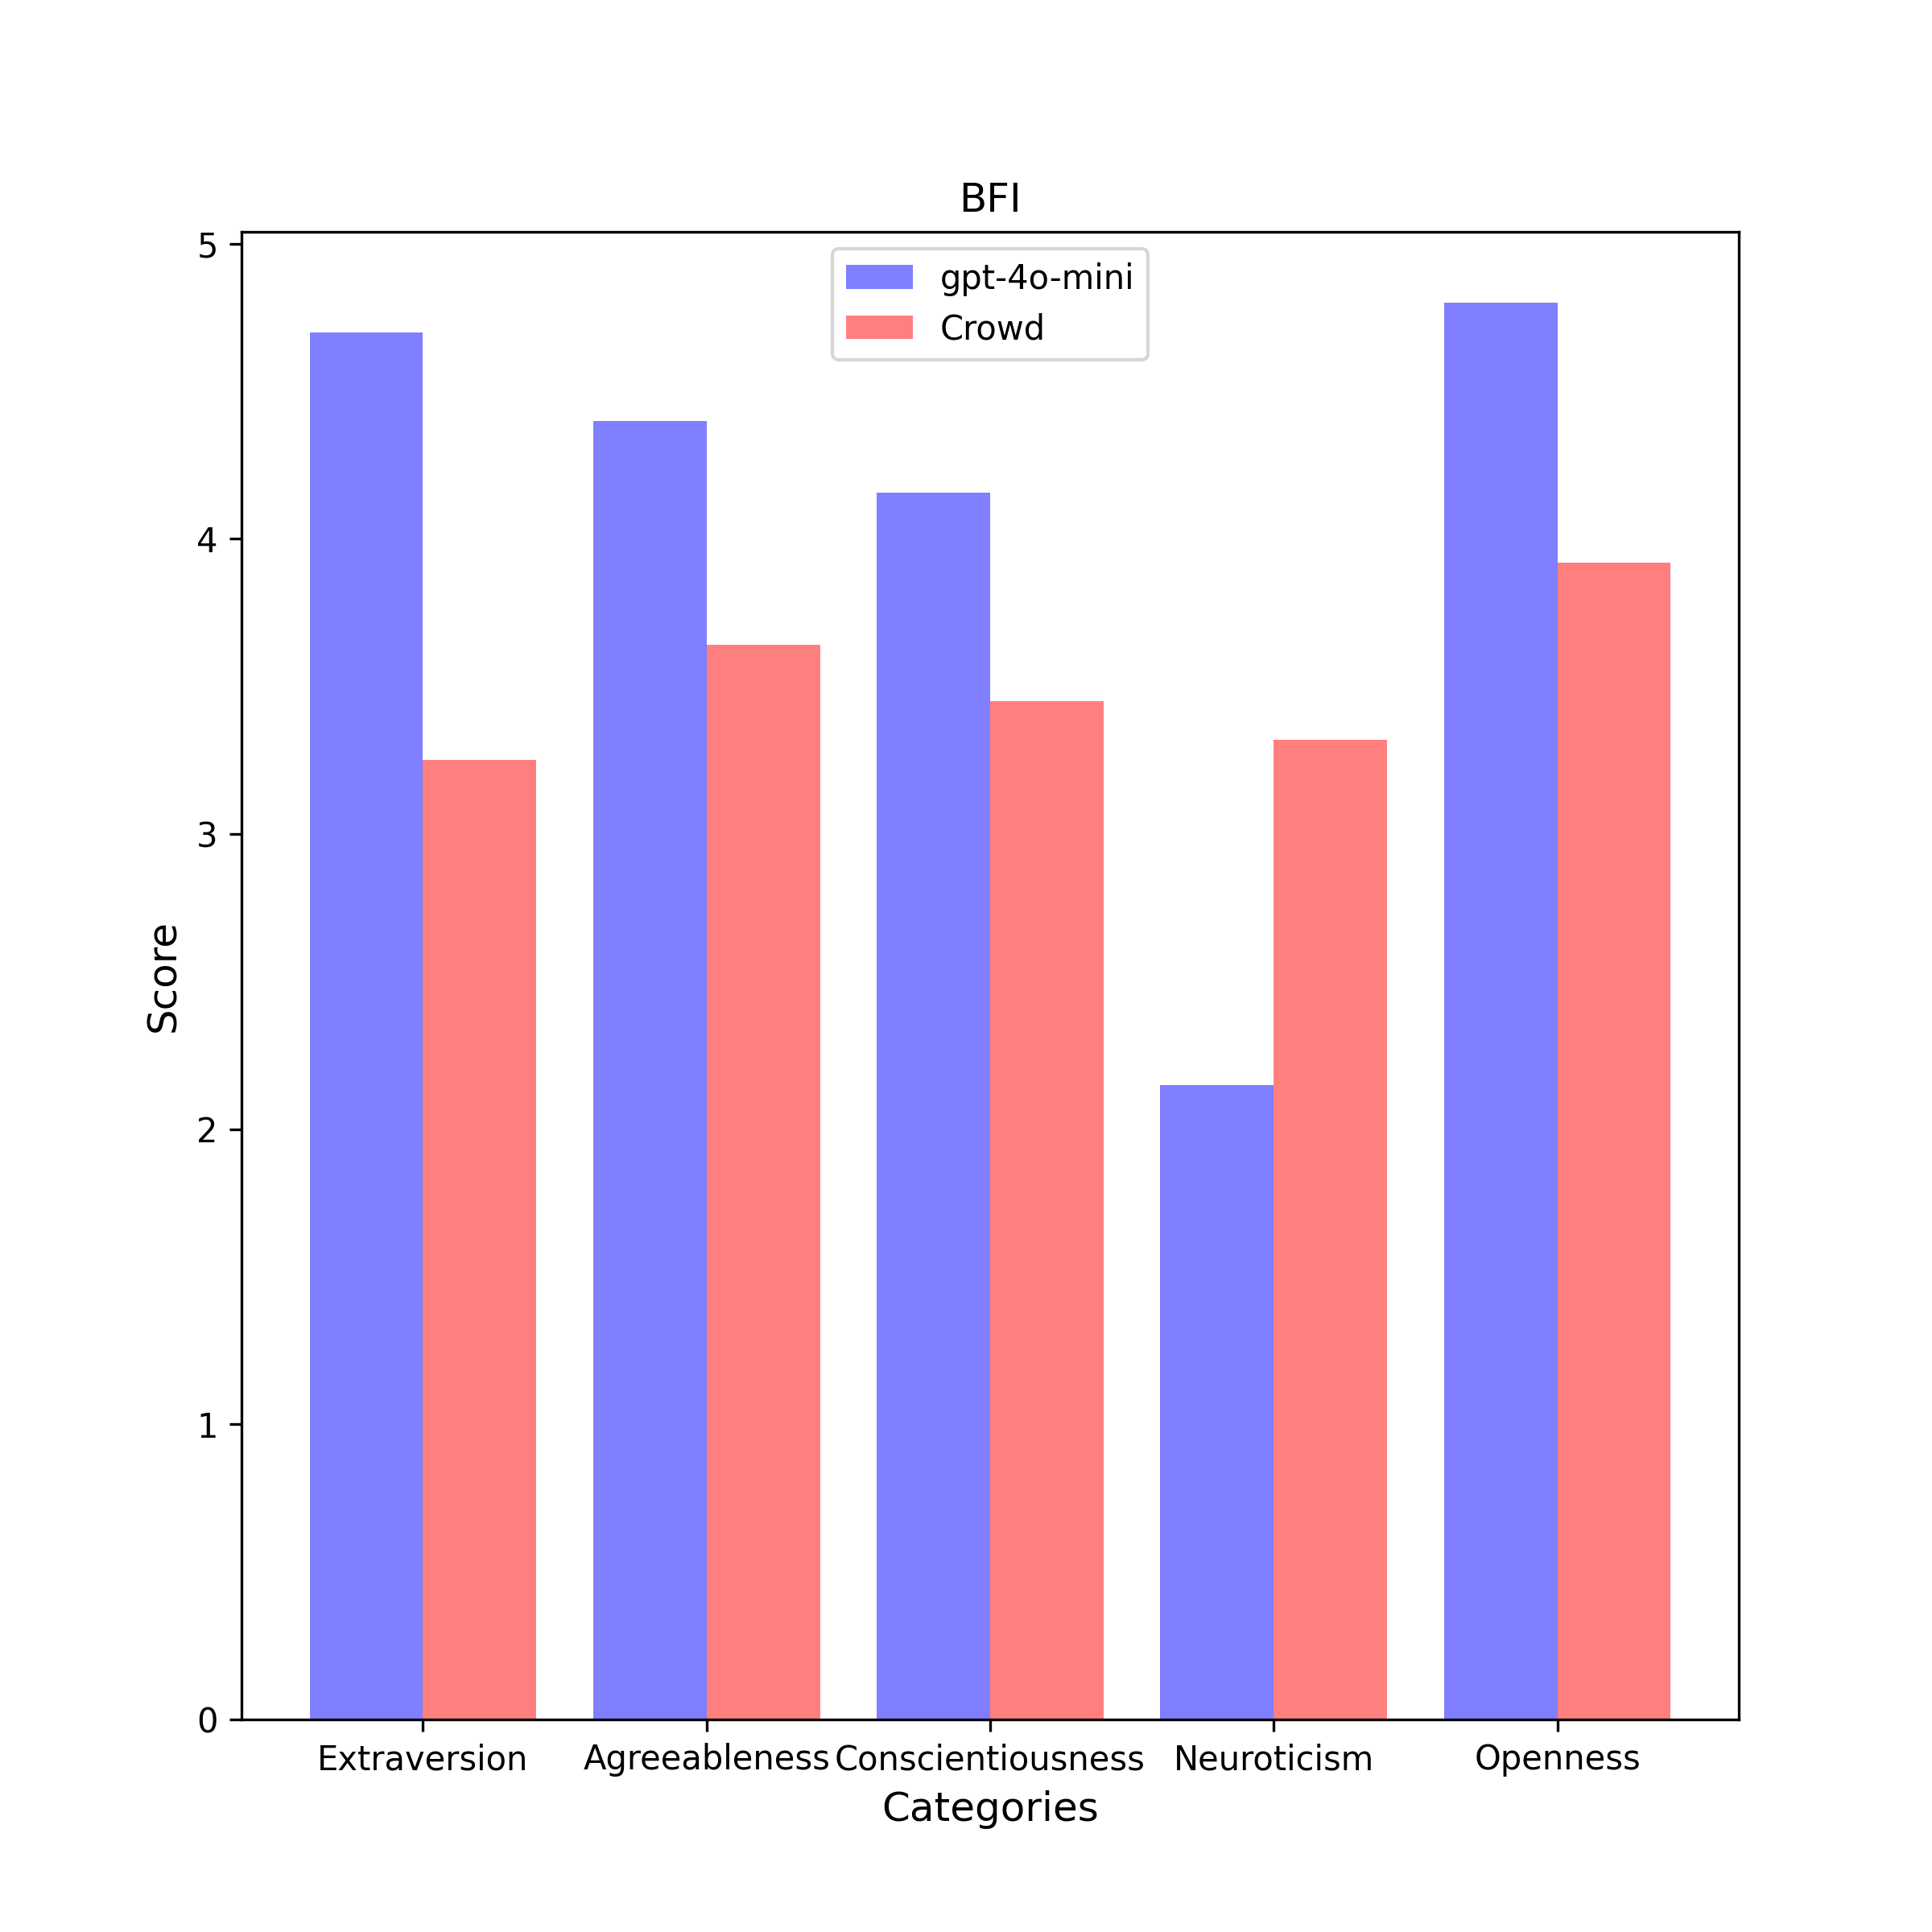 BFI
gpt-4o-mini
Crowd
5
4
3
2
1
0
Score
Extraversion Agreeableness Conscientiousness Neuroticism Openness
Categories